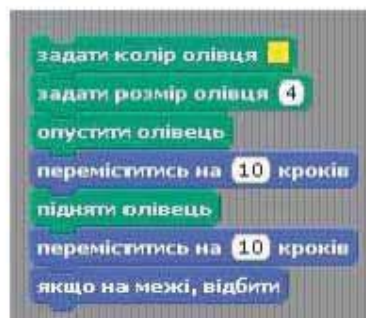 задати колір олівця
задати розмір олівця 4
опустити олівець
переміститись на 10 кроків
підняти олівець
переміститись на 10 кроків
якщо на межі, відбити